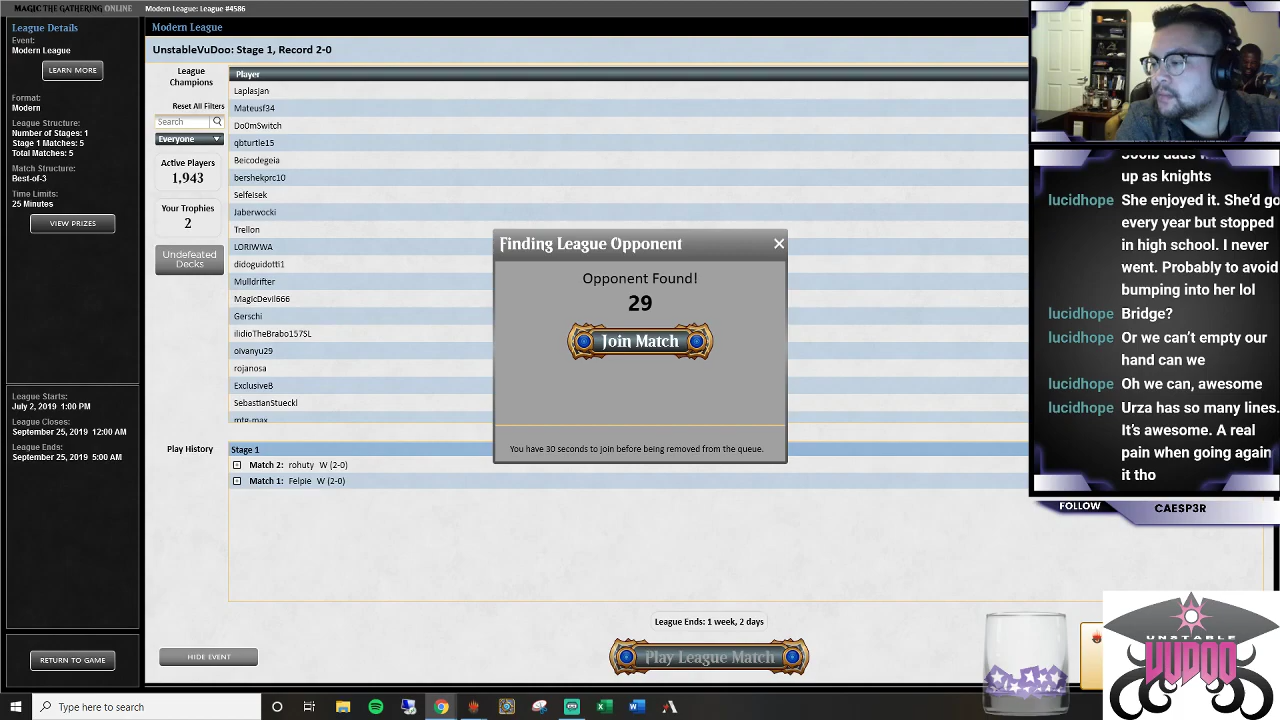 MAGIC THE GATHERING ONLINE
Modern League: League #4586
League Details
Event:
Modern League
LEARN MORE
Format:
Modern
League Structure:
Number of Stages: 1
Stage 1 Matches: 5
Total Matches: 5
Match Structure:
Best-of-3
Time Limits:
25 Minutes
VIEW PRIZES
League Starts:
July 2, 2019 1:00 PM
League Closes:
September 25, 2019 12:00 AM
League Ends:
September 25, 2019 5:00 AM
RETURN TO GAME
Modern League
UnstableVuDoo: Stage 1, Record 2-0
League
Champions
Reset All Filters
Search
Everyone
Active Players
1,943
Your Trophies
2
Undefeated
Decks
Player
LaplasJan
Mateusf34
Do0mSwitch
qbturtle15
Beicodegeia
bershekprc10
Selfeisek
Jaberwocki
Trellon
LORIWWA
didoguidotti1
Mulldrifter
MagicDevil666
Gerschi
ilidioTheBrabo157SL
oivanyu29
rojanosa
ExclusiveB
SebastianStueckl
mtg-max
Finding League Opponent
Opponent Found!
29
Join Match
You have 30 seconds to join before being removed from the queue.
Play History
Stage 1
Match 2: rohuty W (2-0)
Match 1: Felpie W (2-0)
League Ends: 1 week, 2 days
HIDE EVENT
Play League Match
up as knights
lucidhope She enjoyed it. She'd go
every year but stopped
in high school. I never
went. Probably to avoid
bumping into her lol
lucidhope Bridge?
lucidhope Or we can't empty our
hand can we
lucidhope Oh we can, awesome
lucidhope Urza has so many lines.
It's awesome. A real
pain when going again
it tho
FOLLOW CAESP3R
UNSTABLE
VUDOO
Type here to search